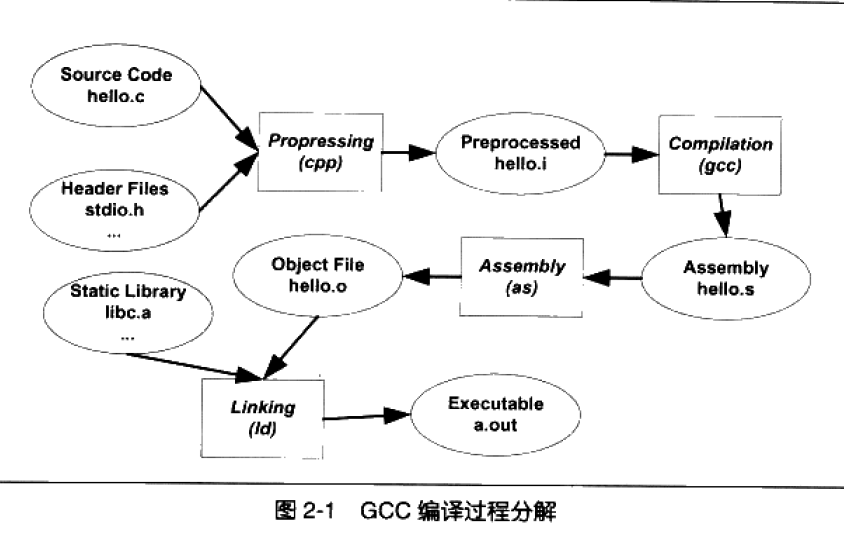 Source Code
hello.c
Header Files
stdio.h
...
Propressing
(cpp)
Preprocessed
hello.i
Compilation
(gcc)
Assembly
hello.s
Assembly
(as)
Object File
hello.o
Static Library
libc.a
...
Linking
(ld)
Executable
a.out
图 2-1 GCC 编译过程分解